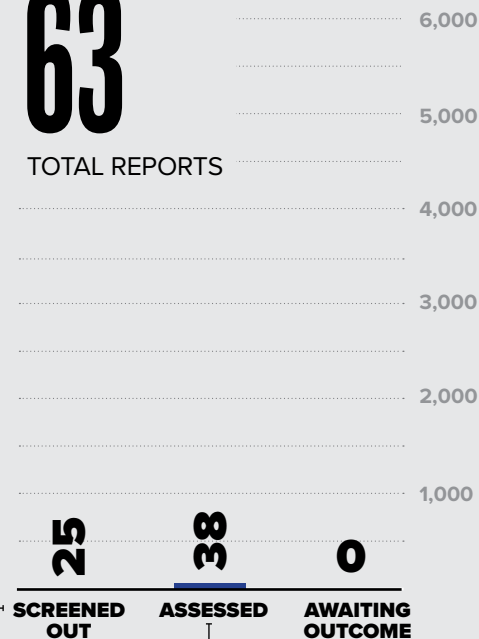 63
TOTAL REPORTS
6,000
5,000
4,000
3,000
2,000
1,000
25
38
0
SCREENED
OUT
ASSESSED
AWAITING
OUTCOME